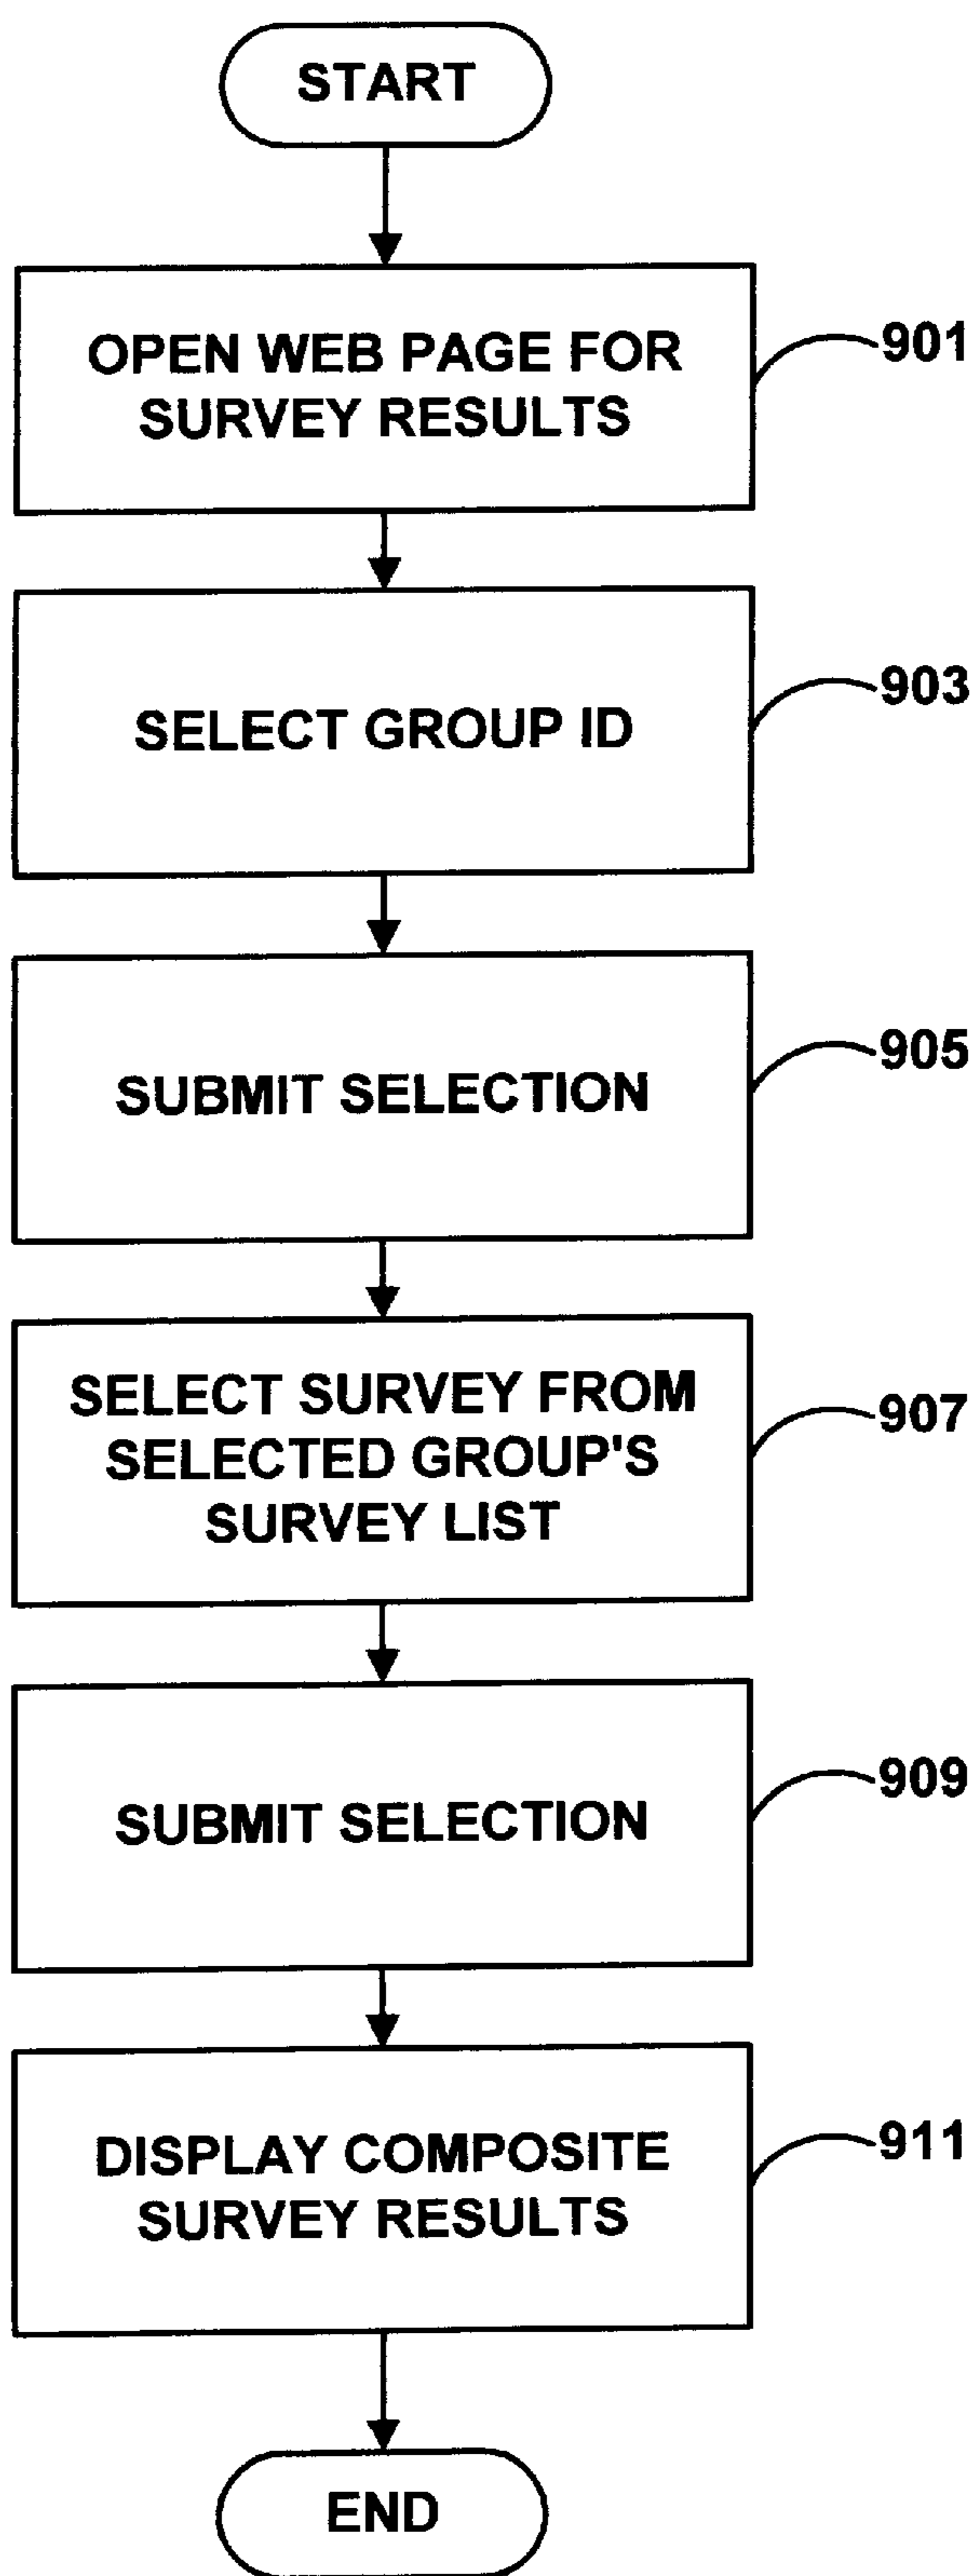 START
OPEN WEB PAGE FOR
SURVEY RESULTS
901
SELECT GROUP ID
903
SUBMIT SELECTION
905
SELECT SURVEY FROM
SELECTED GROUP'S
SURVEY LIST
907
SUBMIT SELECTION
909
DISPLAY COMPOSITE
SURVEY RESULTS
911
END